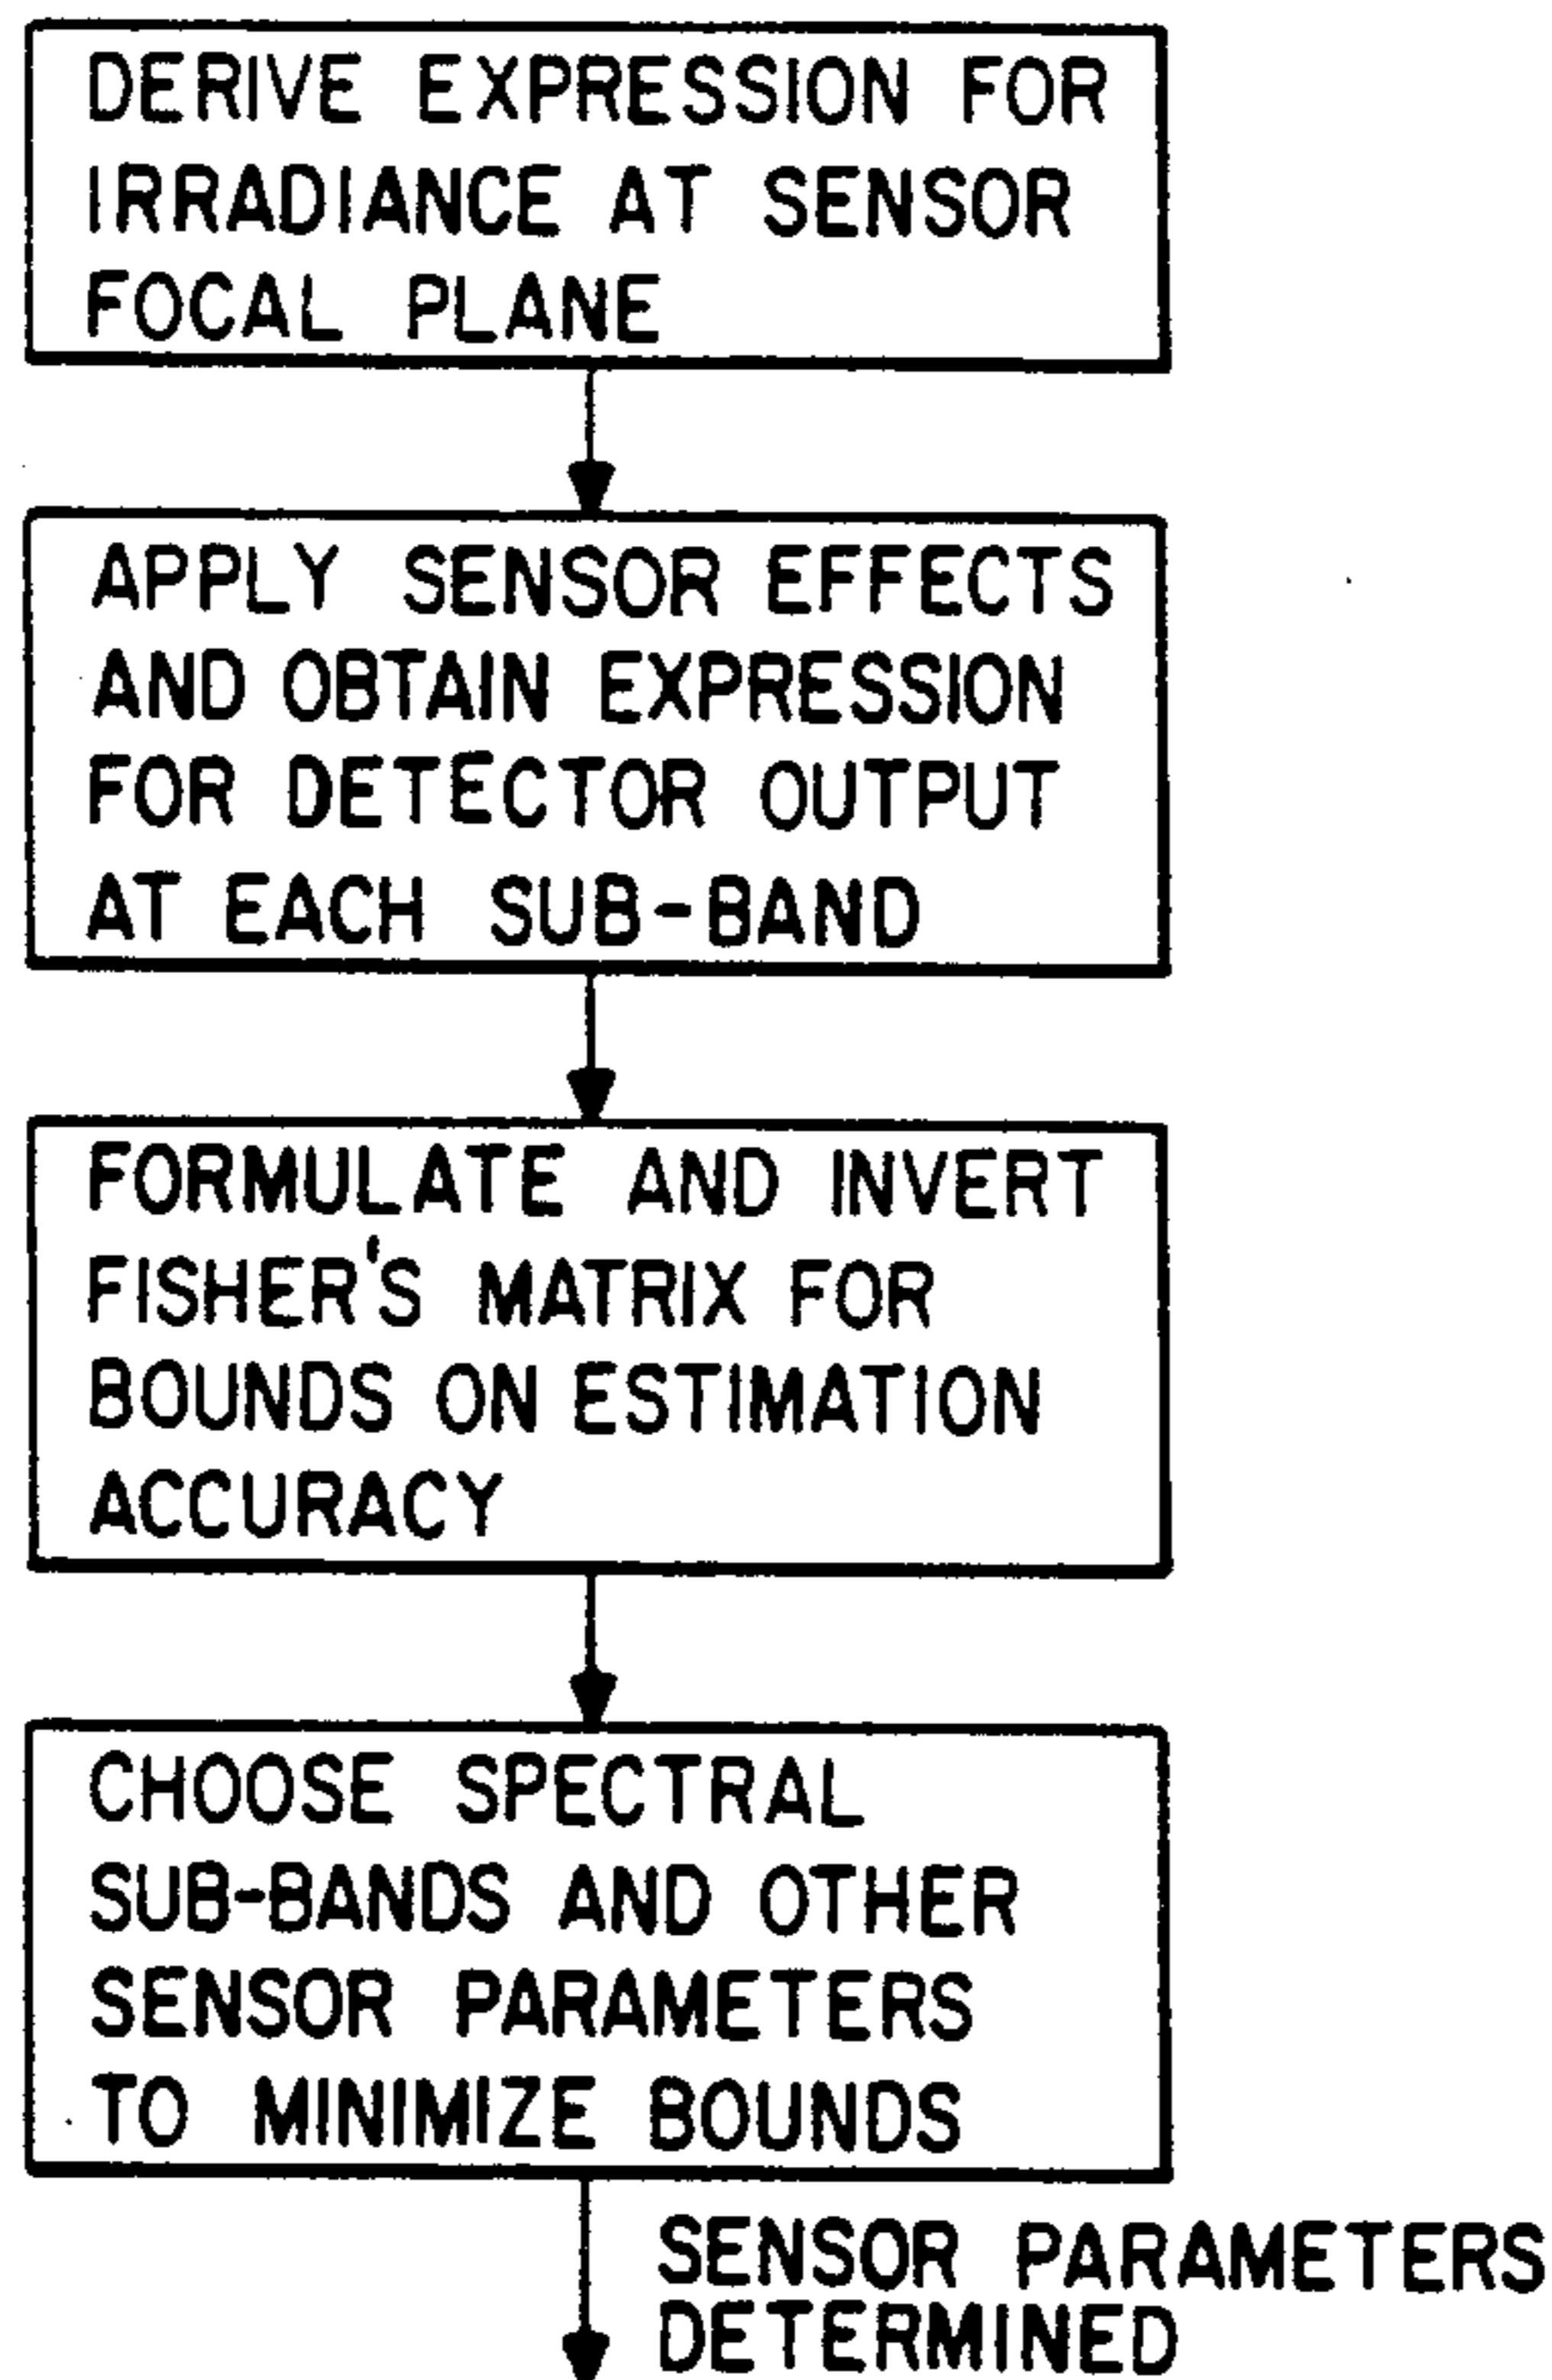 DERIVE EXPRESSION FOR
IRRADIANCE AT SENSOR
FOCAL PLANE
APPLY SENSOR EFFECTS
AND OBTAIN EXPRESSION
FOR DETECTOR OUTPUT
AT EACH SUB-BAND
FORMULATE AND INVERT
FISHER'S MATRIX FOR
BOUNDS ON ESTIMATION
ACCURACY
CHOOSE SPECTRAL
SUB-BANDS AND OTHER
SENSOR PARAMETERS
TO MINIMIZE BOUNDS
SENSOR PARAMETERS
DETERMINED